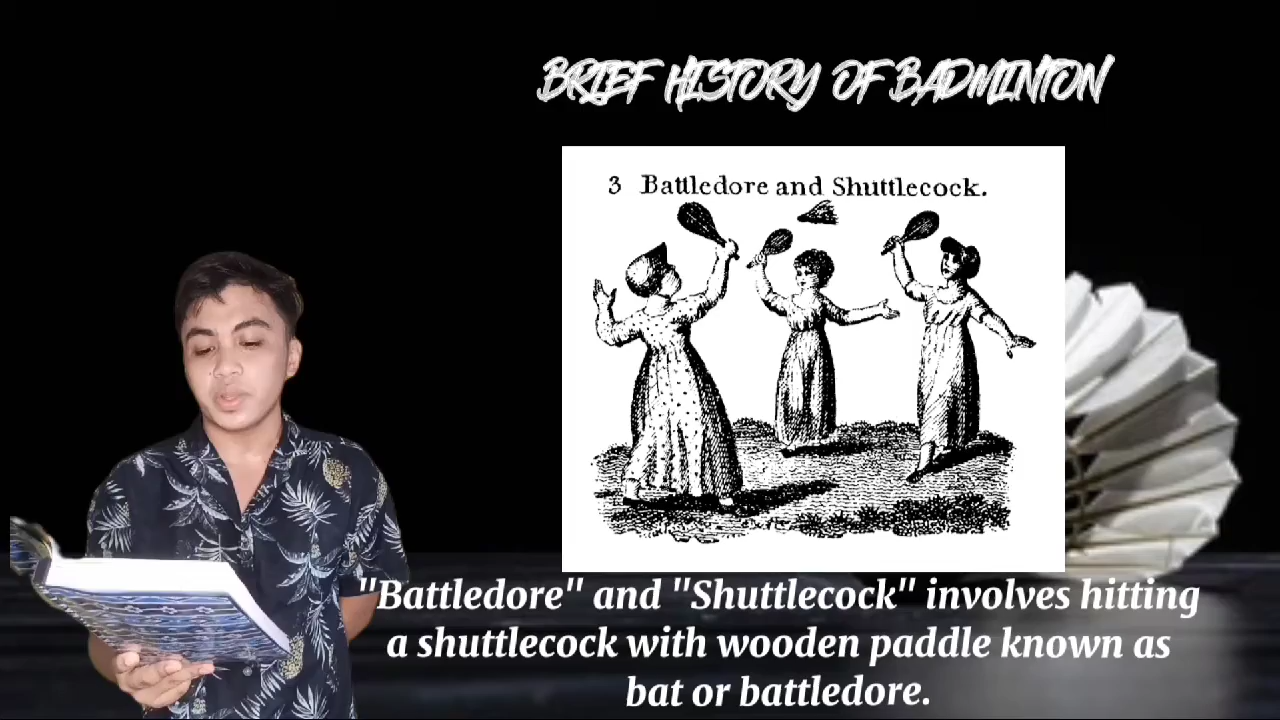 BRIEF HISTORY OF BADMINTON
3 Battledore and Shuttlecock.
"Battledore" and "Shuttlecock" involves hitting
a shuttlecock with wooden paddle known as
bat or battledore.